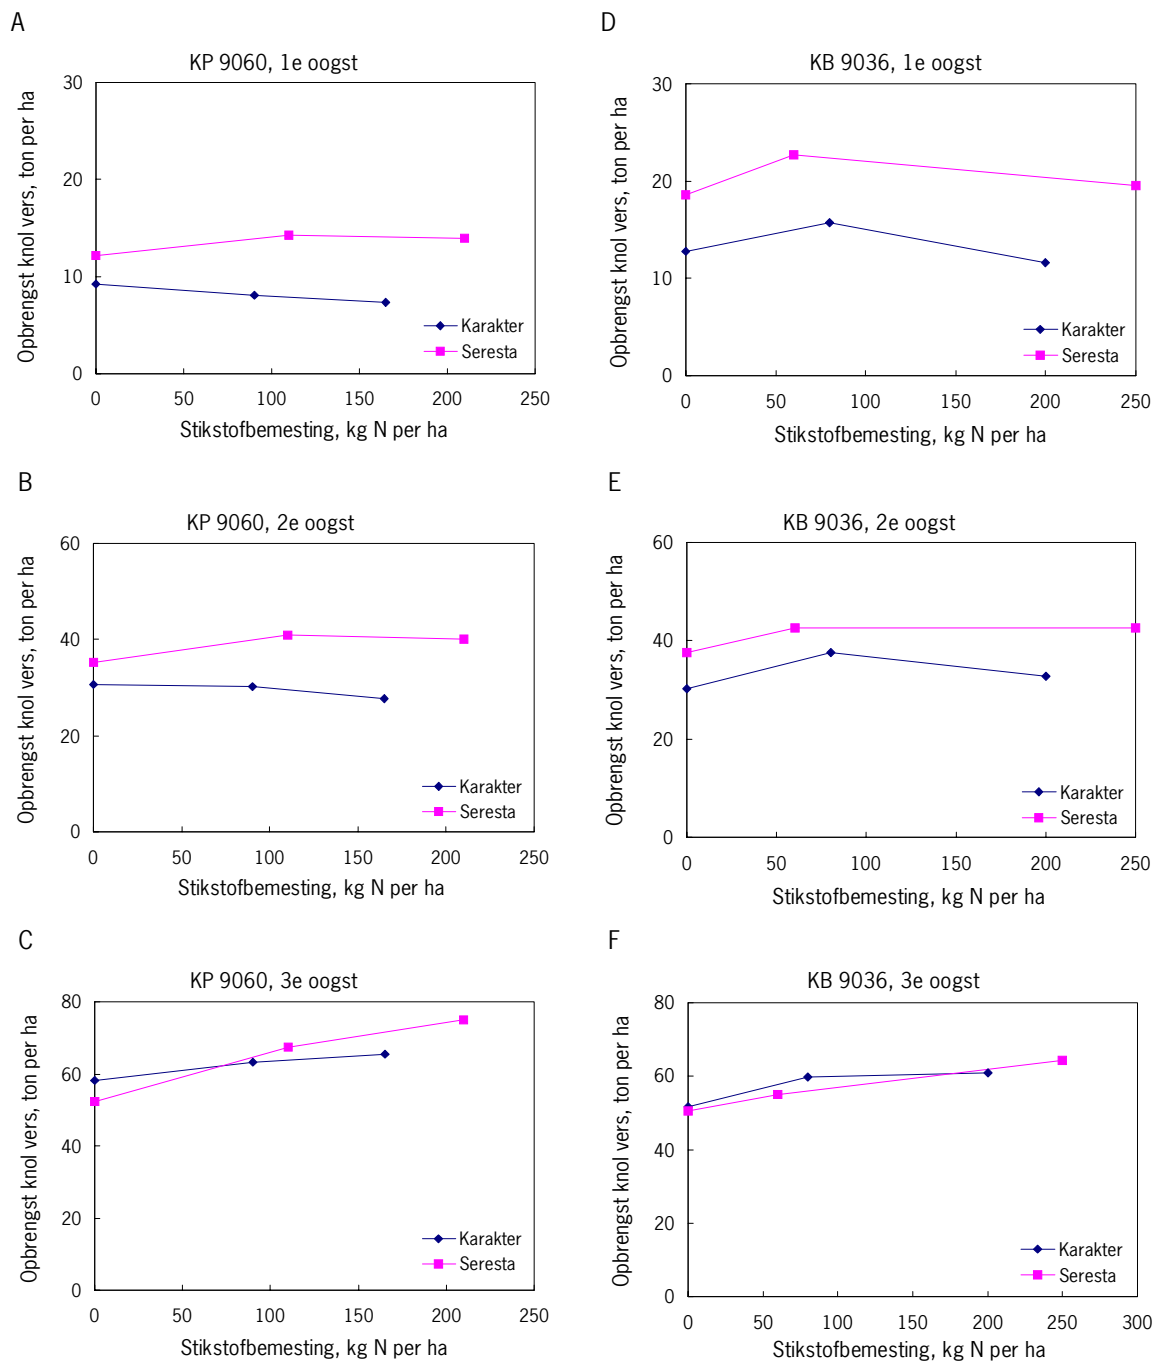 A
KP 9060, 1e oogst
Opbrengst knol vers, ton per ha
30
20
10
0
0 50 100 150 200 250
Karakter
Seresta
Stikstofbemesting, kg N per ha
D
KB 9036, 1e oogst
Opbrengst knol vers, ton per ha
30
20
10
0
0 50 100 150 200 250
Karakter
Seresta
Stikstofbemesting, kg N per ha
B
KP 9060, 2e oogst
Opbrengst knol vers, ton per ha
60
40
20
0
0 50 100 150 200 250
Karakter
Seresta
Stikstofbemesting, kg N per ha
E
KB 9036, 2e oogst
Opbrengst knol vers, ton per ha
60
40
20
0
0 50 100 150 200 250
Karakter
Seresta
Stikstofbemesting, kg N per ha
C
KP 9060, 3e oogst
Opbrengst knol vers, ton per ha
80
60
40
20
0
0 50 100 150 200 250
Karakter
Seresta
Stikstofbemesting, kg N per ha
F
KB 9036, 3e oogst
Opbrengst knol vers, ton per ha
80
60
40
20
0
0 50 100 150 200 250 300
Karakter
Seresta
Stikstofbemesting, kg N per ha